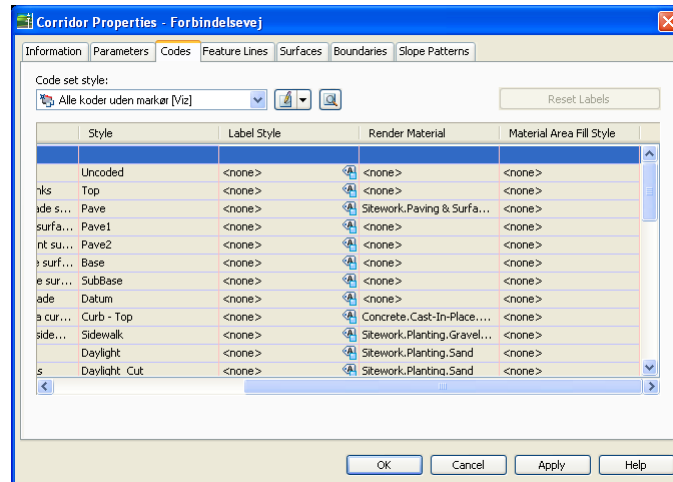 Corridor Properties - Forbindelsevej
Information Parameters Codes Feature Lines Surfaces Boundaries Slope Patterns
Code set style:
Alle koder uden markør [Viz] Reset Labels
Style Label Style Render Material Material Area Fill Style
Uncoded <none> <none> <none>
nks Top <none> <none> <none>
ade s... Pave <none> Sitework.Paving & Surfa... <none>
surfa... Pave1 <none> <none> <none>
nt su... Pave2 <none> <none> <none>
e surf... Base <none> <none> <none>
e sur... SubBase <none> <none> <none>
ade Datum <none> <none> <none>
a cur... Curb - Top <none> Concrete.Cast-In-Place.... <none>
side... Sidewalk <none> Sitework.Planting.Gravel... <none>
Daylight <none> Sitework.Planting.Sand <none>
s Daylight_Cut <none> Sitework.Planting.Sand <none>
OK Cancel Apply Help